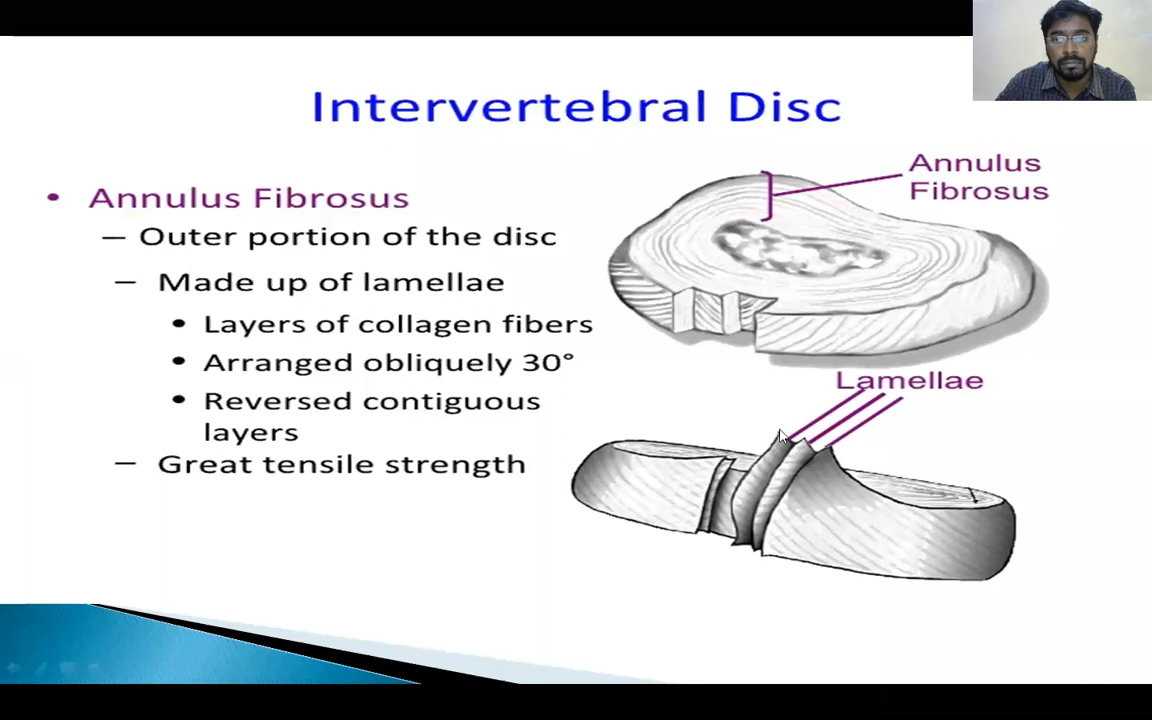 Intervertebral Disc
• Annulus Fibrosus
– Outer portion of the disc
– Made up of lamellae
• Layers of collagen fibers
• Arranged obliquely 30°
• Reversed contiguous
layers
– Great tensile strength
Annulus
Fibrosus
Lamellae